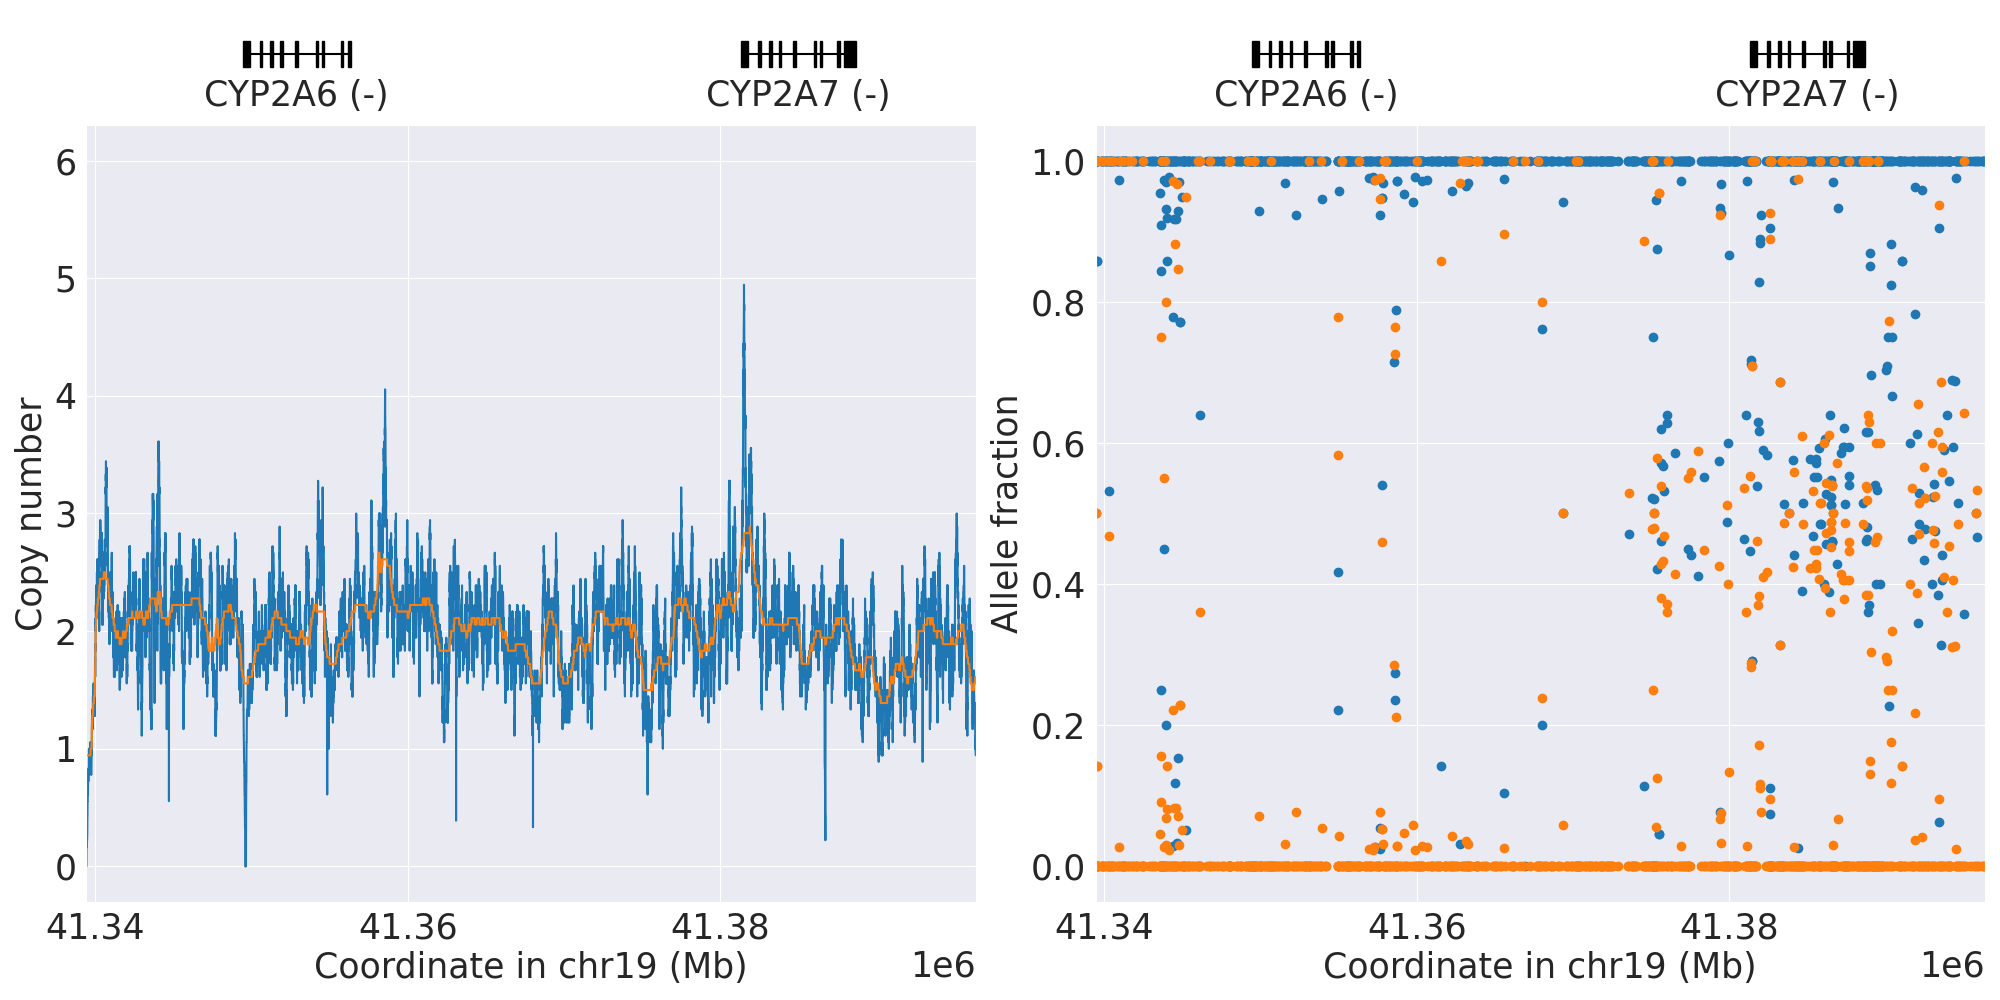 CYP2A6 (-)
CYP2A7 (-)
CYP2A6 (-)
CYP2A7 (-)
6
5
4
3
2
1
0
Copy number
41.34
41.36
41.38
Coordinate in chr19 (Mb)
1e6
1.0
0.8
0.6
0.4
0.2
0.0
Allele fraction
41.34
41.36
41.38
Coordinate in chr19 (Mb)
1e6